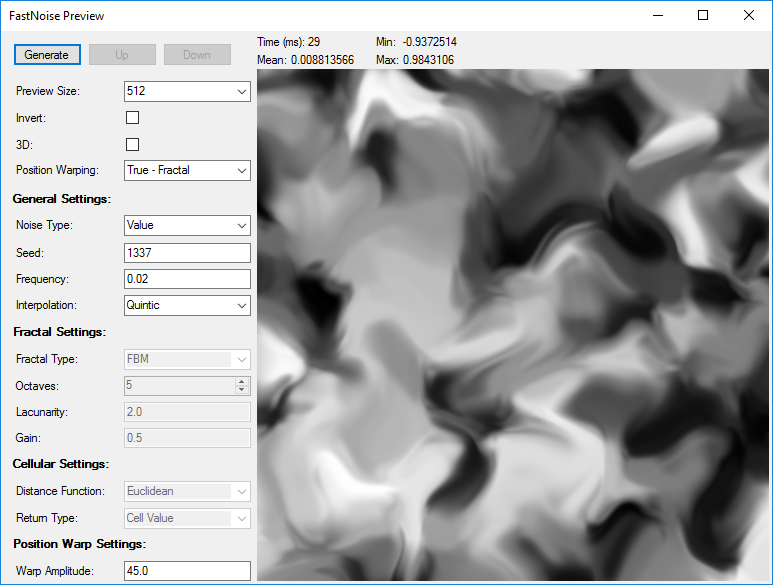 FastNoise Preview
Generate Up Down
Time (ms): 29 Min: -0.9372514
Mean: 0.008813566 Max: 0.9843106
Preview Size: 512
Invert:
3D:
Position Warping: True - Fractal
General Settings:
Noise Type: Value
Seed: 1337
Frequency: 0.02
Interpolation: Quintic
Fractal Settings:
Fractal Type: FBM
Octaves: 5
Lacunarity: 2.0
Gain: 0.5
Cellular Settings:
Distance Function: Euclidean
Return Type: Cell Value
Position Warp Settings:
Warp Amplitude: 45.0